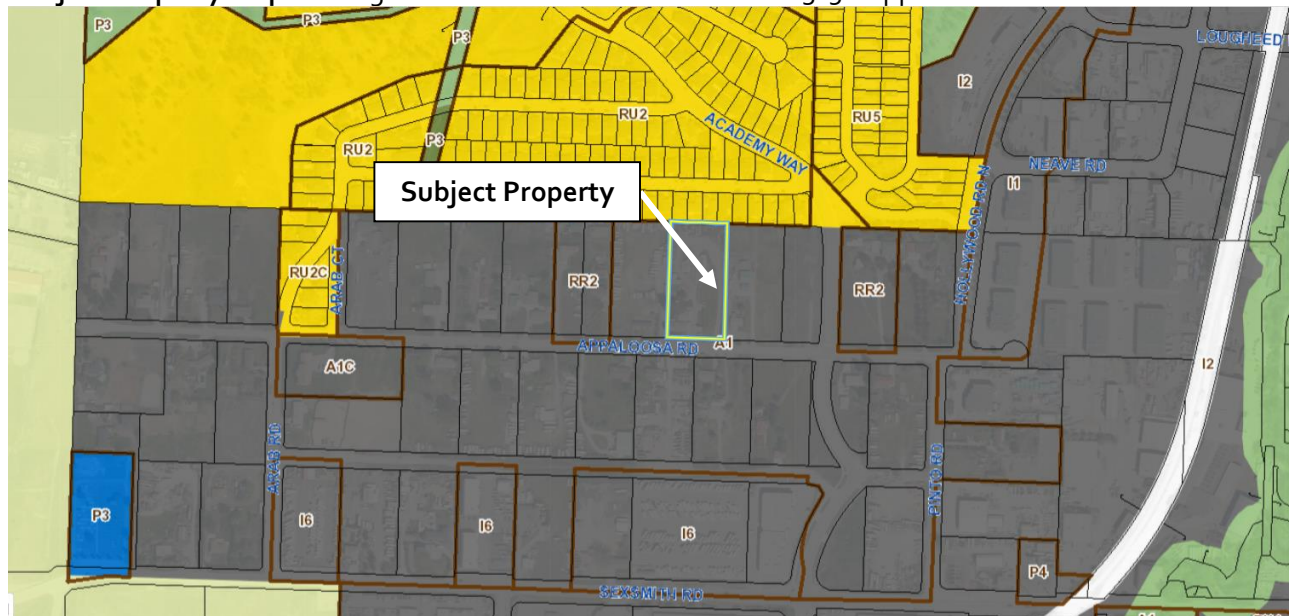 P3
P3
P3
LOUGHEED
I2
RU2
RU5
P3
RU2
ACADEMY WAY
NEAVE RD
I1
Subject Property
HOLLYWOOD RD N
RU2C
ARAB CT
RR2
RR2
A1
APPALOOSA RD
I2
A1C
ARAB RD
PINTO RD
P3
I6
I6
I6
P4
SEXSMITH RD